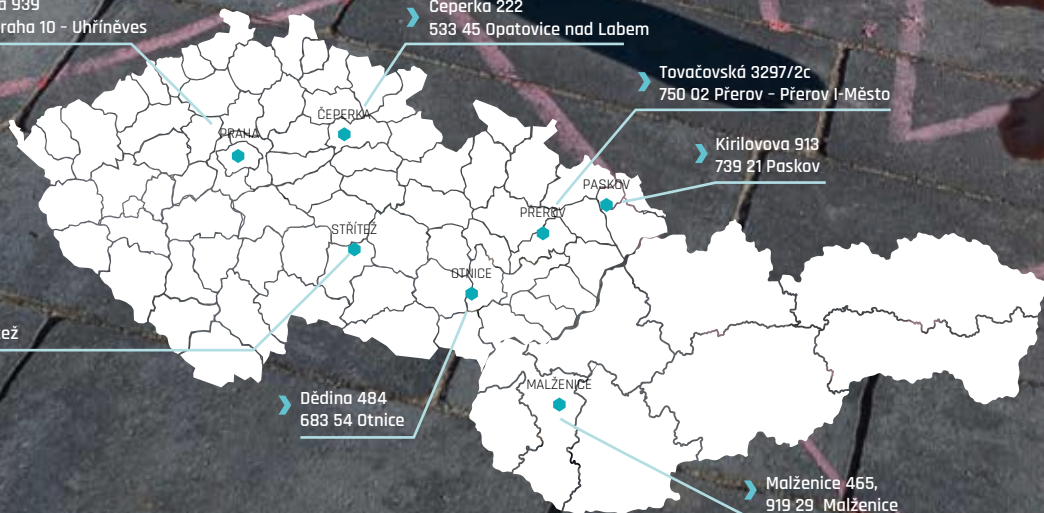 939
Praha 10 - Uhříněves
Čeperka 222
533 45 Opatovice nad Labem
Tovačovská 3297/2c
750 02 Přerov – Přerov I-Město
Kirilovova 913
739 21 Paskov
ČEPERKA
PRAHA
PASKOV
PŘEROV
STŘÍTEŽ
OTNICE
MALŽENICE
Dědina 484
683 54 Otnice
Malženice 465,
919 29 Malženice